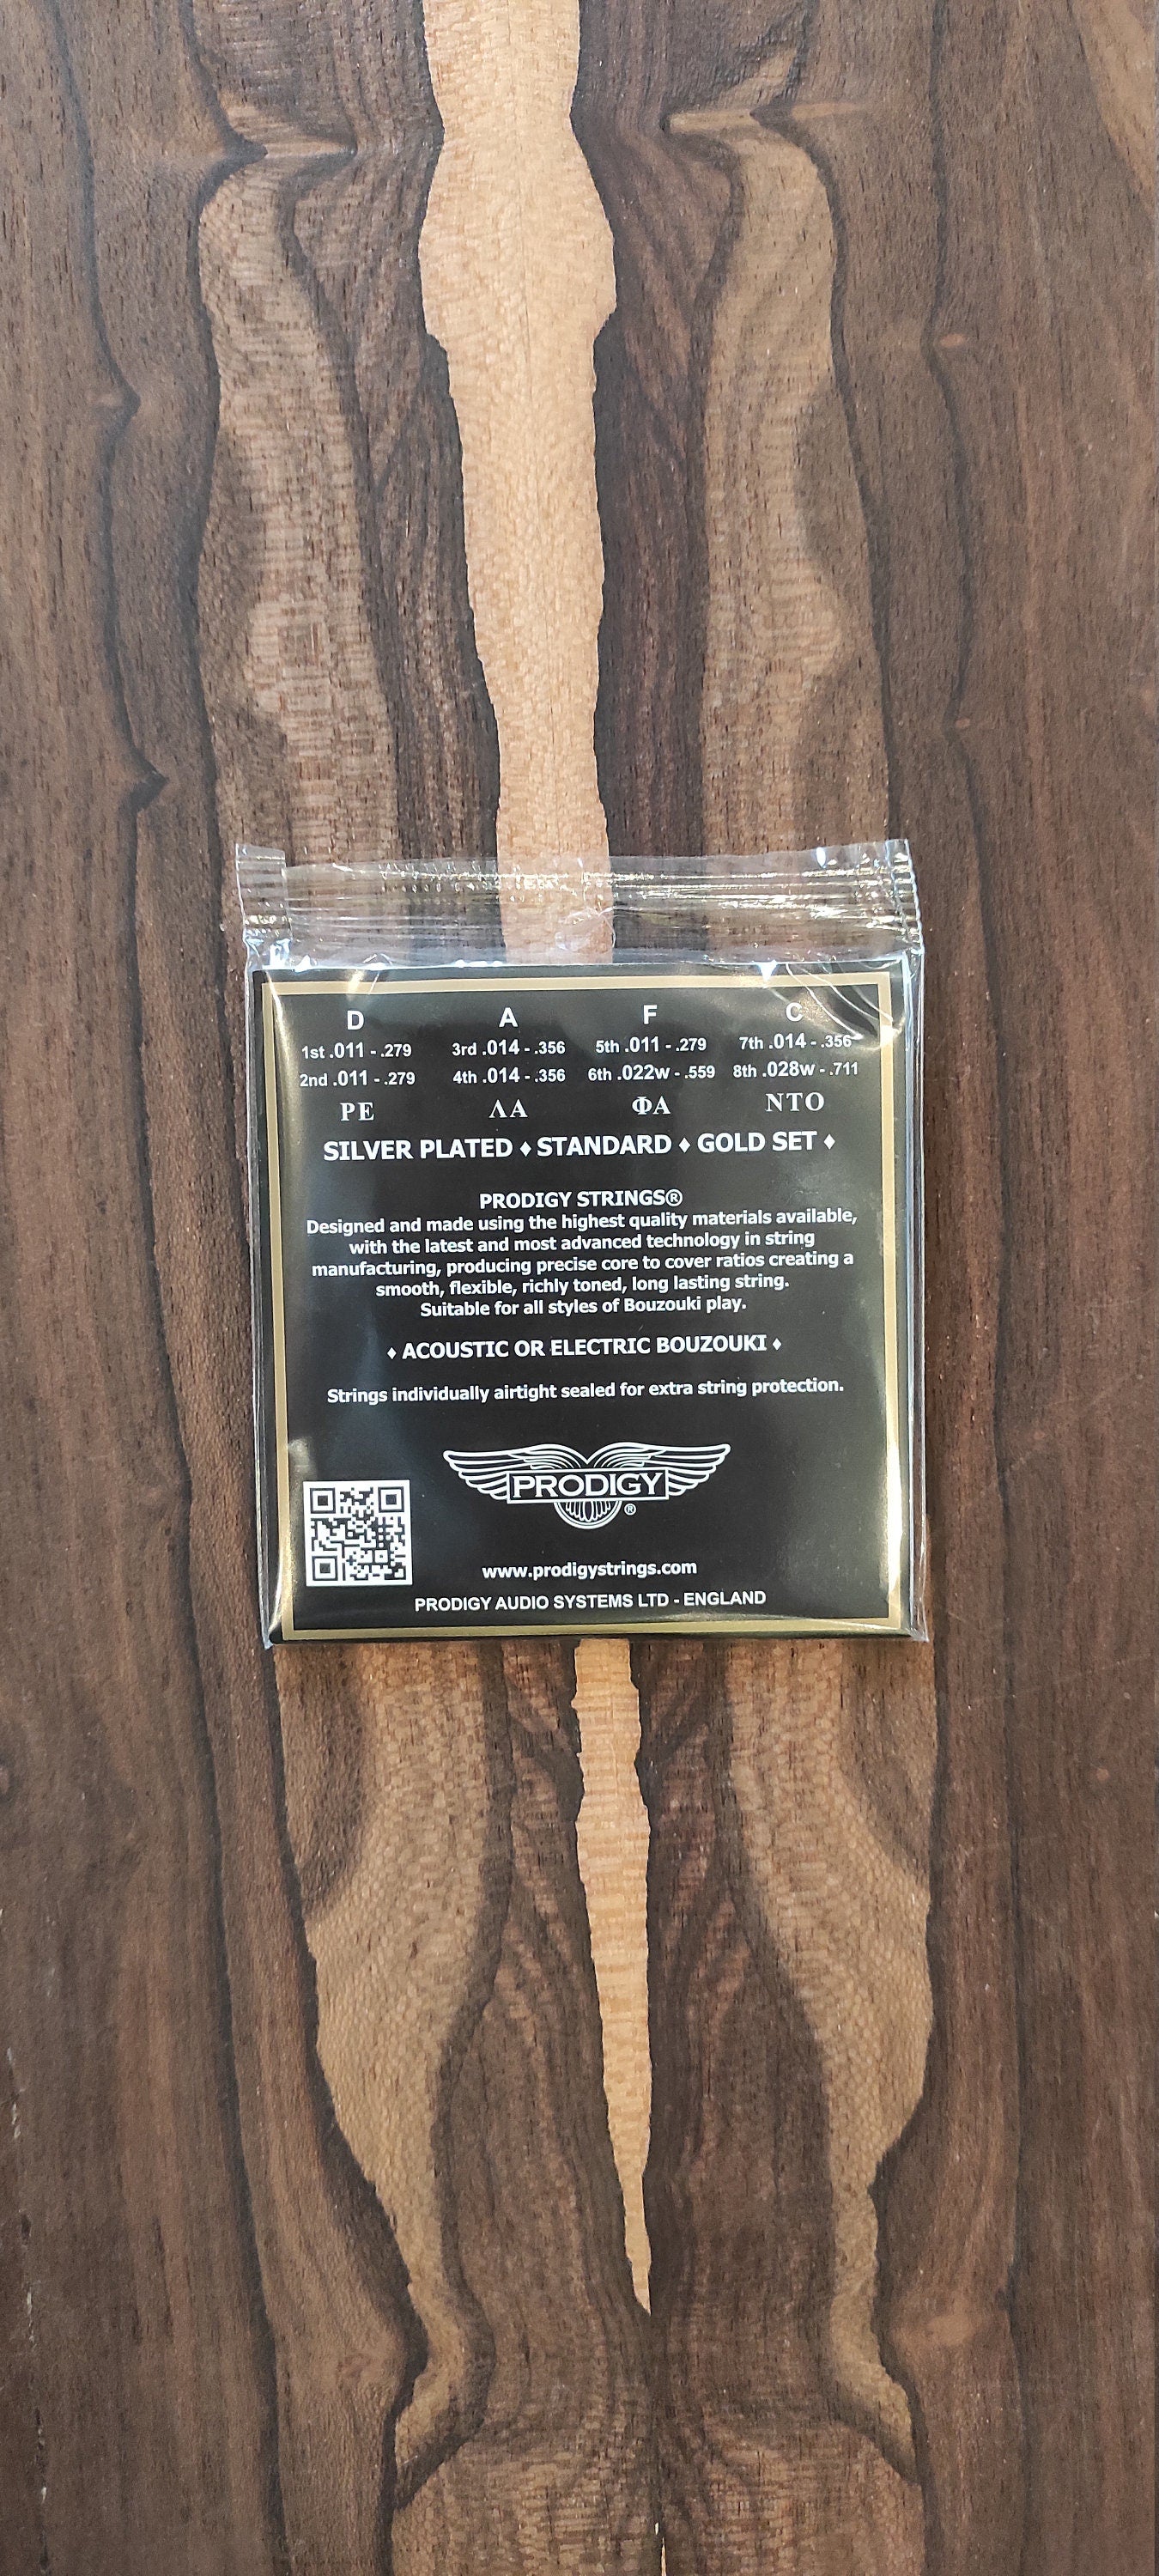 D A F C
1st .011 - .279 3rd .014 - .356 5th .011 - .279 7th .014 - .356
2nd .011 - .279 4th .014 - .356 6th .022w - .559 8th .028w - .711
ΡΕ ΛΑ ΦΑ ΝΤΟ
SILVER PLATED ♦ STANDARD ♦ GOLD SET ♦
PRODIGY STRINGS®
Designed and made using the highest quality materials available,
with the latest and most advanced technology in string
manufacturing, producing precise core to cover ratios creating a
smooth, flexible, richly toned, long lasting string.
Suitable for all styles of Bouzouki play.
♦ ACOUSTIC OR ELECTRIC BOUZOUKI ♦
Strings individually airtight sealed for extra string protection.
PRODIGY
®
www.prodigystrings.com
PRODIGY AUDIO SYSTEMS LTD - ENGLAND